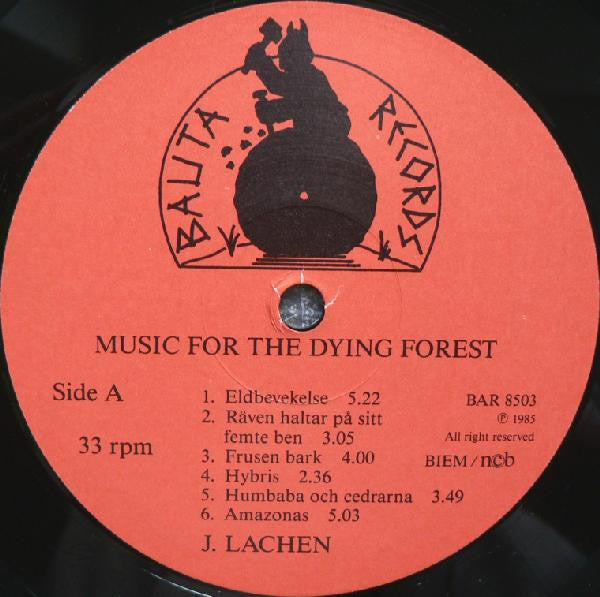 BAUTA RECORDS
MUSIC FOR THE DYING FOREST
Side A
33 rpm
1. Eldbevekelse 5.22
2. Räven haltar på sitt
femte ben 3.05
3. Frusen bark 4.00
4. Hybris 2.36
5. Humbaba och cedrarna 3.49
6. Amazonas 5.03
J. LACHEN
BAR 8503
℗ 1985
All right reserved
BIEM/n©b